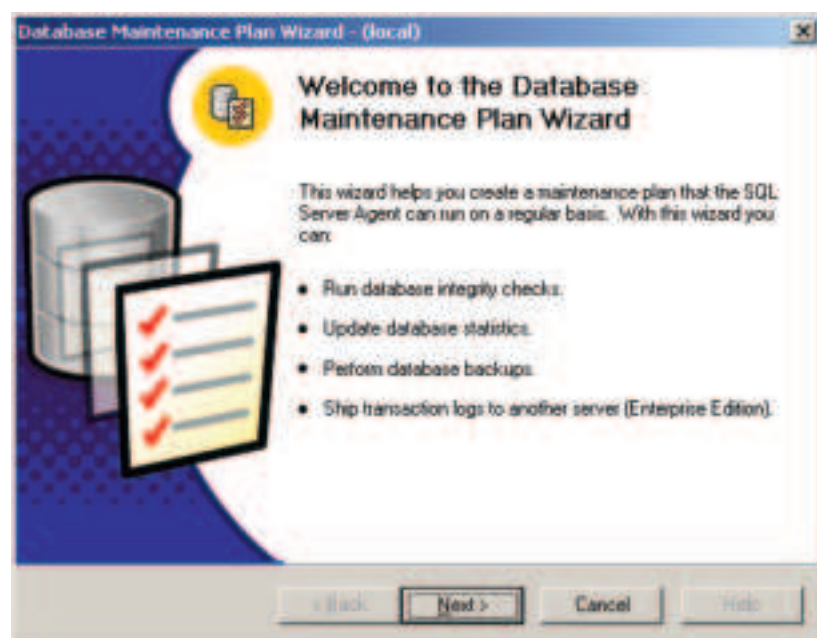 Database Maintenance Plan Wizard - (local)
Welcome to the Database
Maintenance Plan Wizard
This wizard helps you create a maintenance plan that the SQL
Server Agent can run on a regular basis. With this wizard you
can:
• Run database integrity checks.
• Update database statistics.
• Perform database backups.
• Ship transaction logs to another server (Enterprise Edition).
< Back
Next >
Cancel
Help